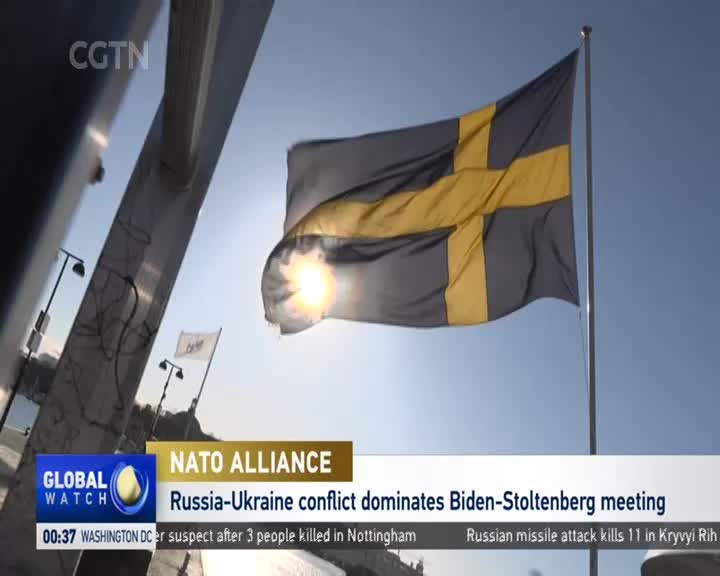 CGTN
NATO ALLIANCE
GLOBAL
WATCH
Russia-Ukraine conflict dominates Biden-Stoltenberg meeting
00:37 WASHINGTON DC
suspect after 3 people killed in Nottingham
Russian missile attack kills 11 in Kryvyi Rih